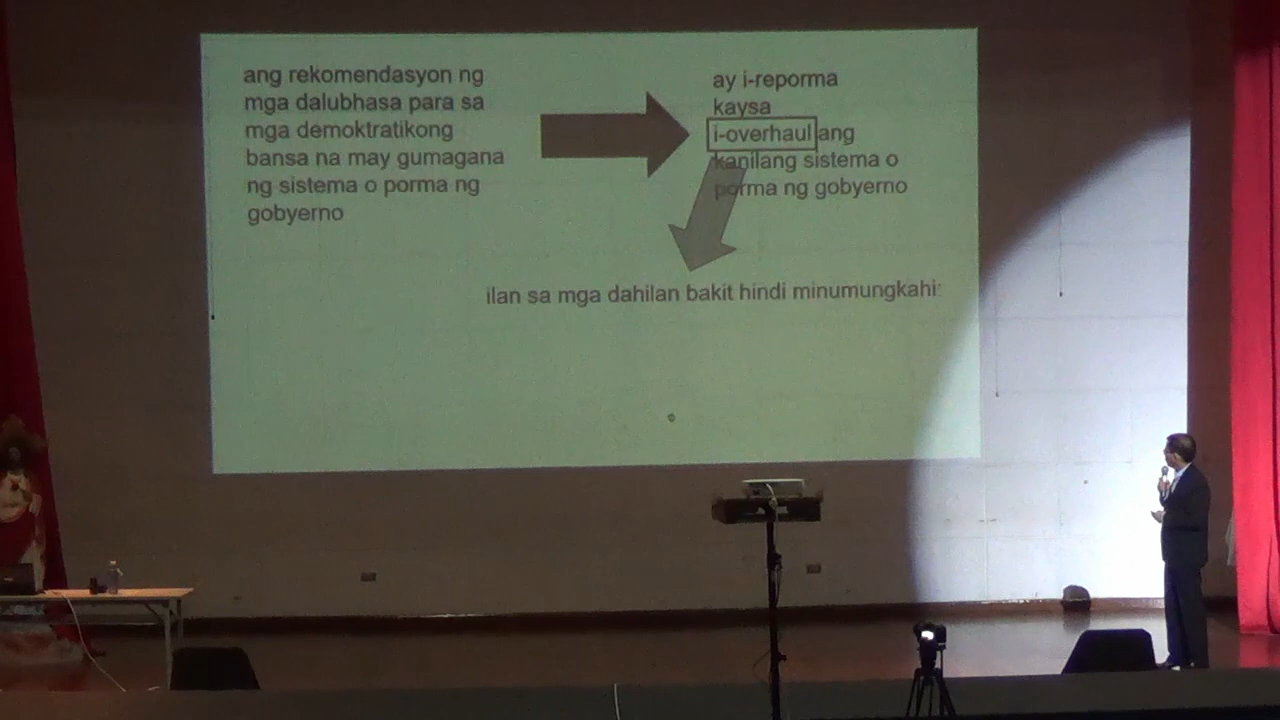 ang rekomendasyon ng
mga dalubhasa para sa
mga demoktratikong
bansa na may gumagana
ng sistema o porma ng
gobyerno
ay i-reporma
kaysa
i-overhaul ang
kanilang sistema o
porma ng gobyerno
ilan sa mga dahilan bakit hindi minumungkahi: